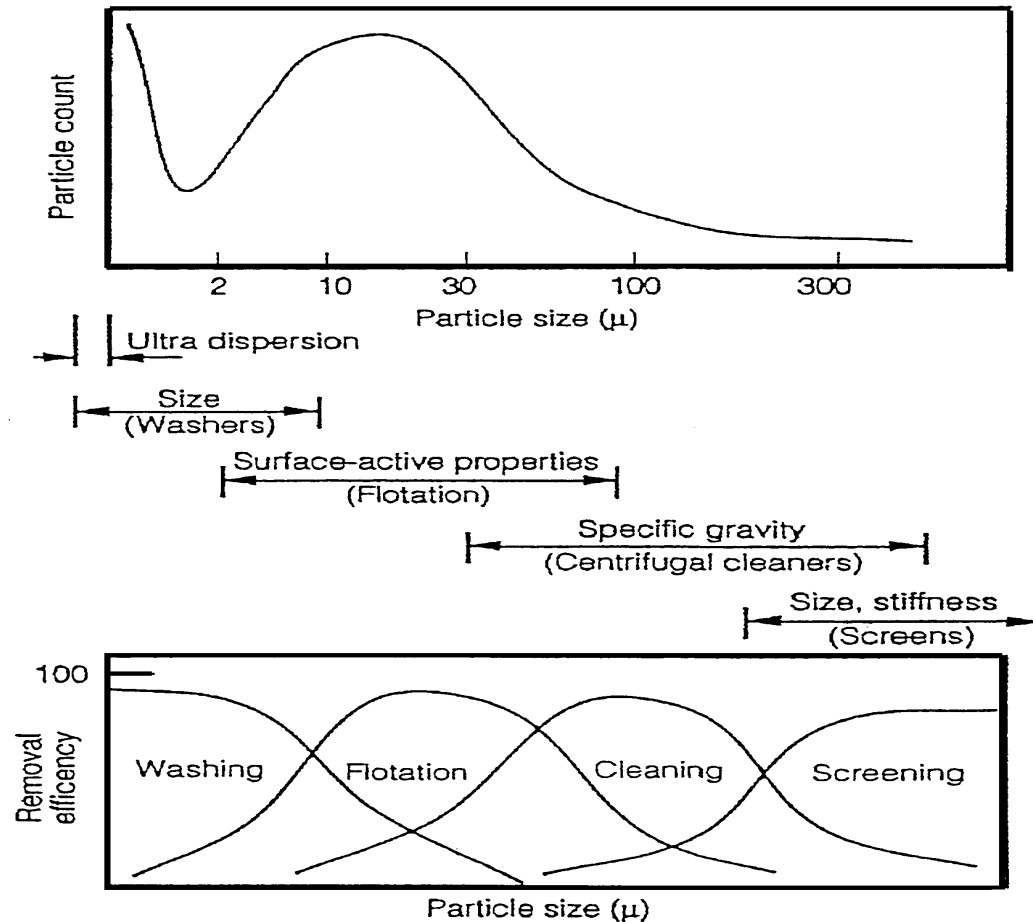 Particle count
2 10 30 100 300
Particle size (μ)
Ultra dispersion
Size
(Washers)
Surface-active properties
(Flotation)
Specific gravity
(Centrifugal cleaners)
Size, stiffness
(Screens)
100
Removal
efficency
Washing Flotation Cleaning Screening
Particle size (μ)